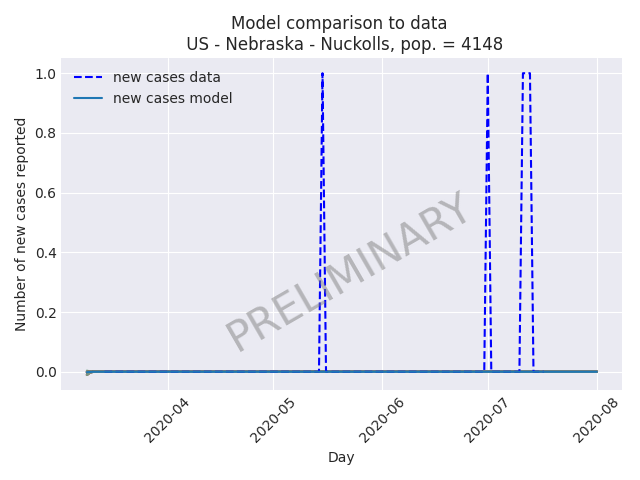 Model comparison to data
US - Nebraska - Nuckolls, pop. = 4148
new cases data
new cases model
Number of new cases reported
1.0
0.8
0.6
0.4
0.2
0.0
PRELIMINARY
2020-04
2020-05
2020-06
2020-07
2020-08
Day